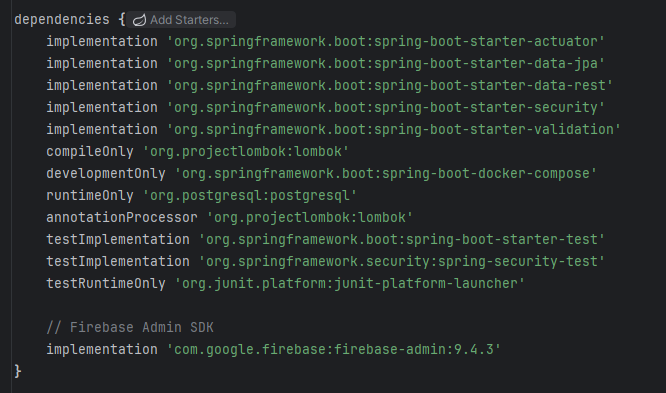 dependencies { Add Starters...
implementation 'org.springframework.boot:spring-boot-starter-actuator'
implementation 'org.springframework.boot:spring-boot-starter-data-jpa'
implementation 'org.springframework.boot:spring-boot-starter-data-rest'
implementation 'org.springframework.boot:spring-boot-starter-security'
implementation 'org.springframework.boot:spring-boot-starter-validation'
compileOnly 'org.projectlombok:lombok'
developmentOnly 'org.springframework.boot:spring-boot-docker-compose'
runtimeOnly 'org.postgresql:postgresql'
annotationProcessor 'org.projectlombok:lombok'
testImplementation 'org.springframework.boot:spring-boot-starter-test'
testImplementation 'org.springframework.security:spring-security-test'
testRuntimeOnly 'org.junit.platform:junit-platform-launcher'
// Firebase Admin SDK
implementation 'com.google.firebase:firebase-admin:9.4.3'
}